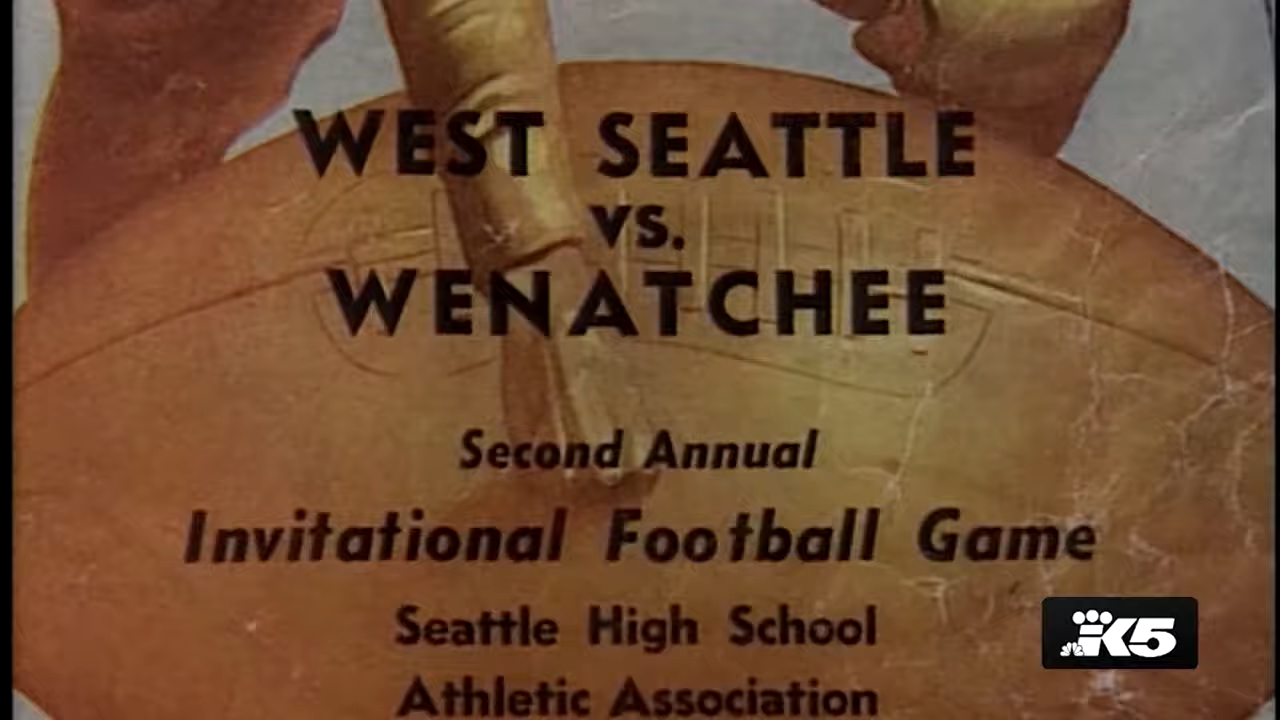 WEST SEATTLE
VS.
WENATCHEE
Second Annual
Invitational Football Game
Seattle High School
Athletic Association
K5